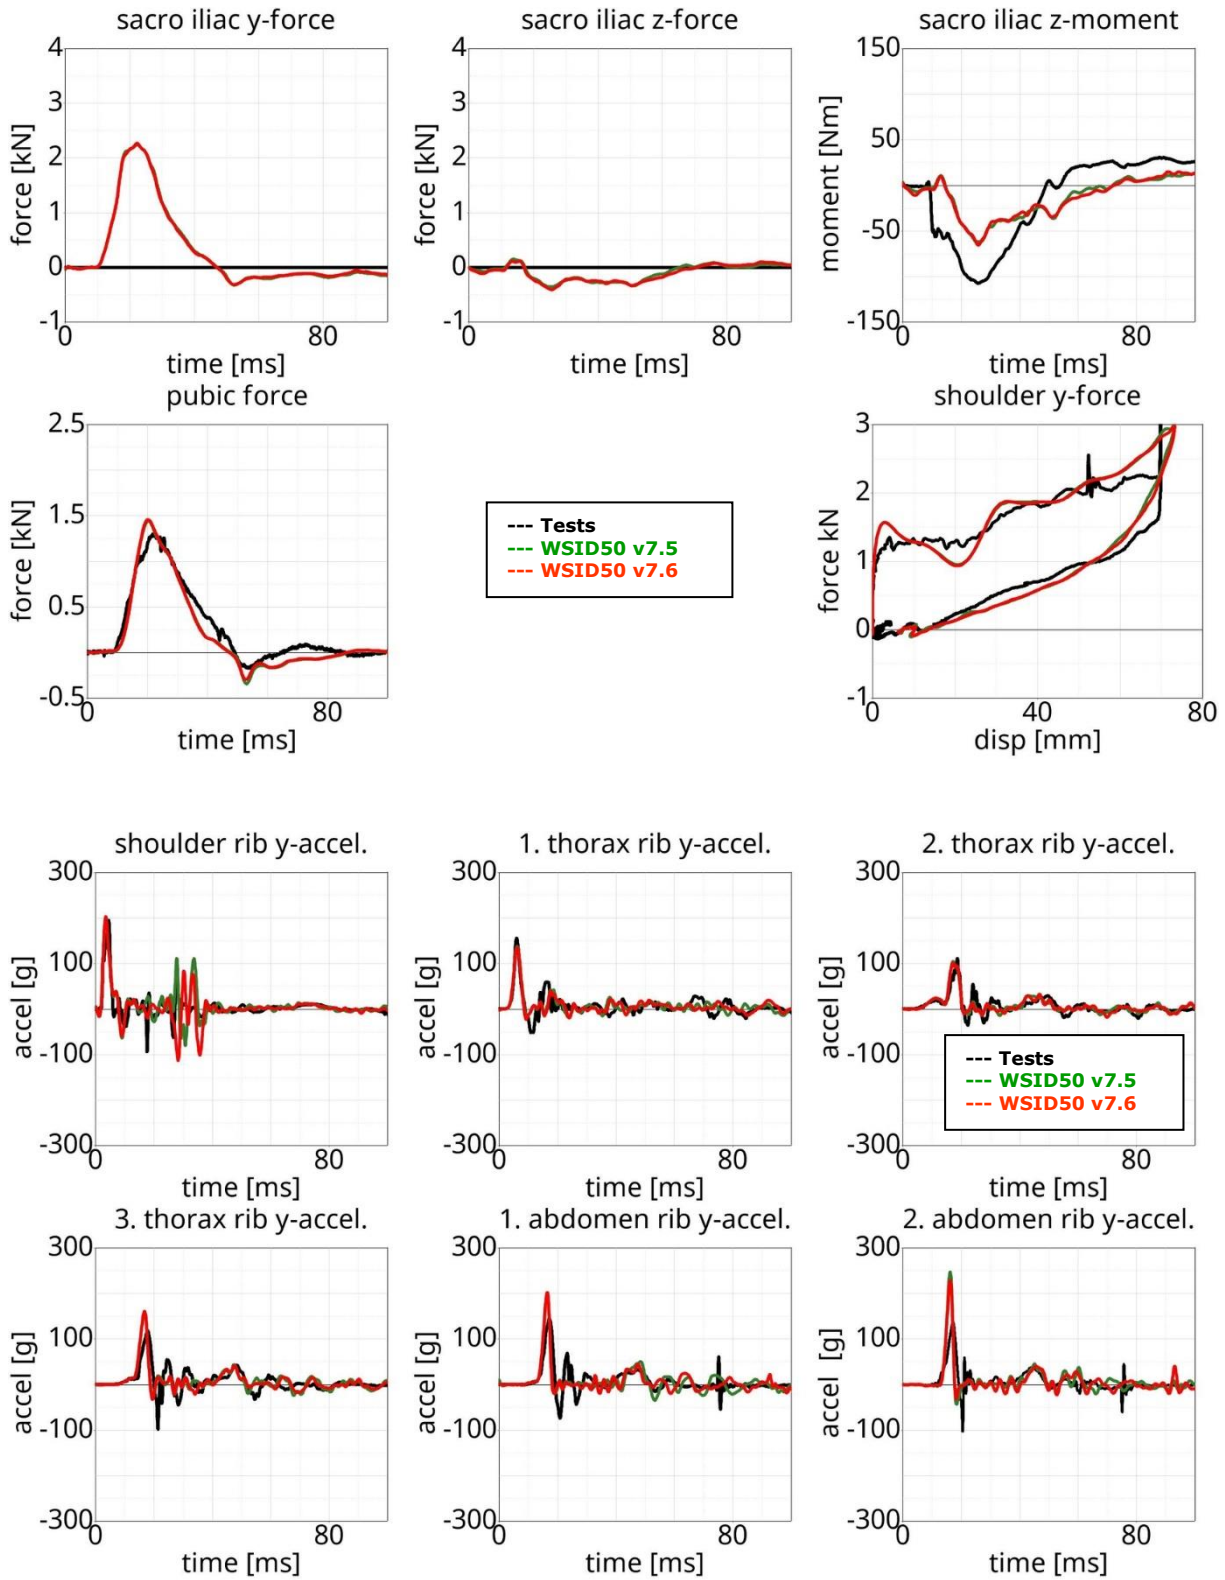 sacro iliac y-force
sacro iliac z-force
sacro iliac z-moment
4
3
2
1
0
-1
force [kN]
0
80
time [ms]
4
3
2
1
0
-1
force [kN]
0
80
time [ms]
150
50
-50
-150
moment [Nm]
0
80
time [ms]
pubic force
shoulder y-force
2.5
1.5
0.5
-0.5
force [kN]
0
80
time [ms]
--- Tests
--- WSID50 v7.5
--- WSID50 v7.6
3
2
1
0
-1
force kN
0
40
80
disp [mm]
shoulder rib y-accel.
1. thorax rib y-accel.
2. thorax rib y-accel.
300
100
-100
-300
accel [g]
0
80
time [ms]
300
100
-100
-300
accel [g]
0
80
time [ms]
300
100
-100
-300
accel [g]
--- Tests
--- WSID50 v7.5
--- WSID50 v7.6
0
80
time [ms]
3. thorax rib y-accel.
1. abdomen rib y-accel.
2. abdomen rib y-accel.
300
100
-100
-300
accel [g]
0
80
time [ms]
300
100
-100
-300
accel [g]
0
80
time [ms]
300
100
-100
-300
accel [g]
0
80
time [ms]